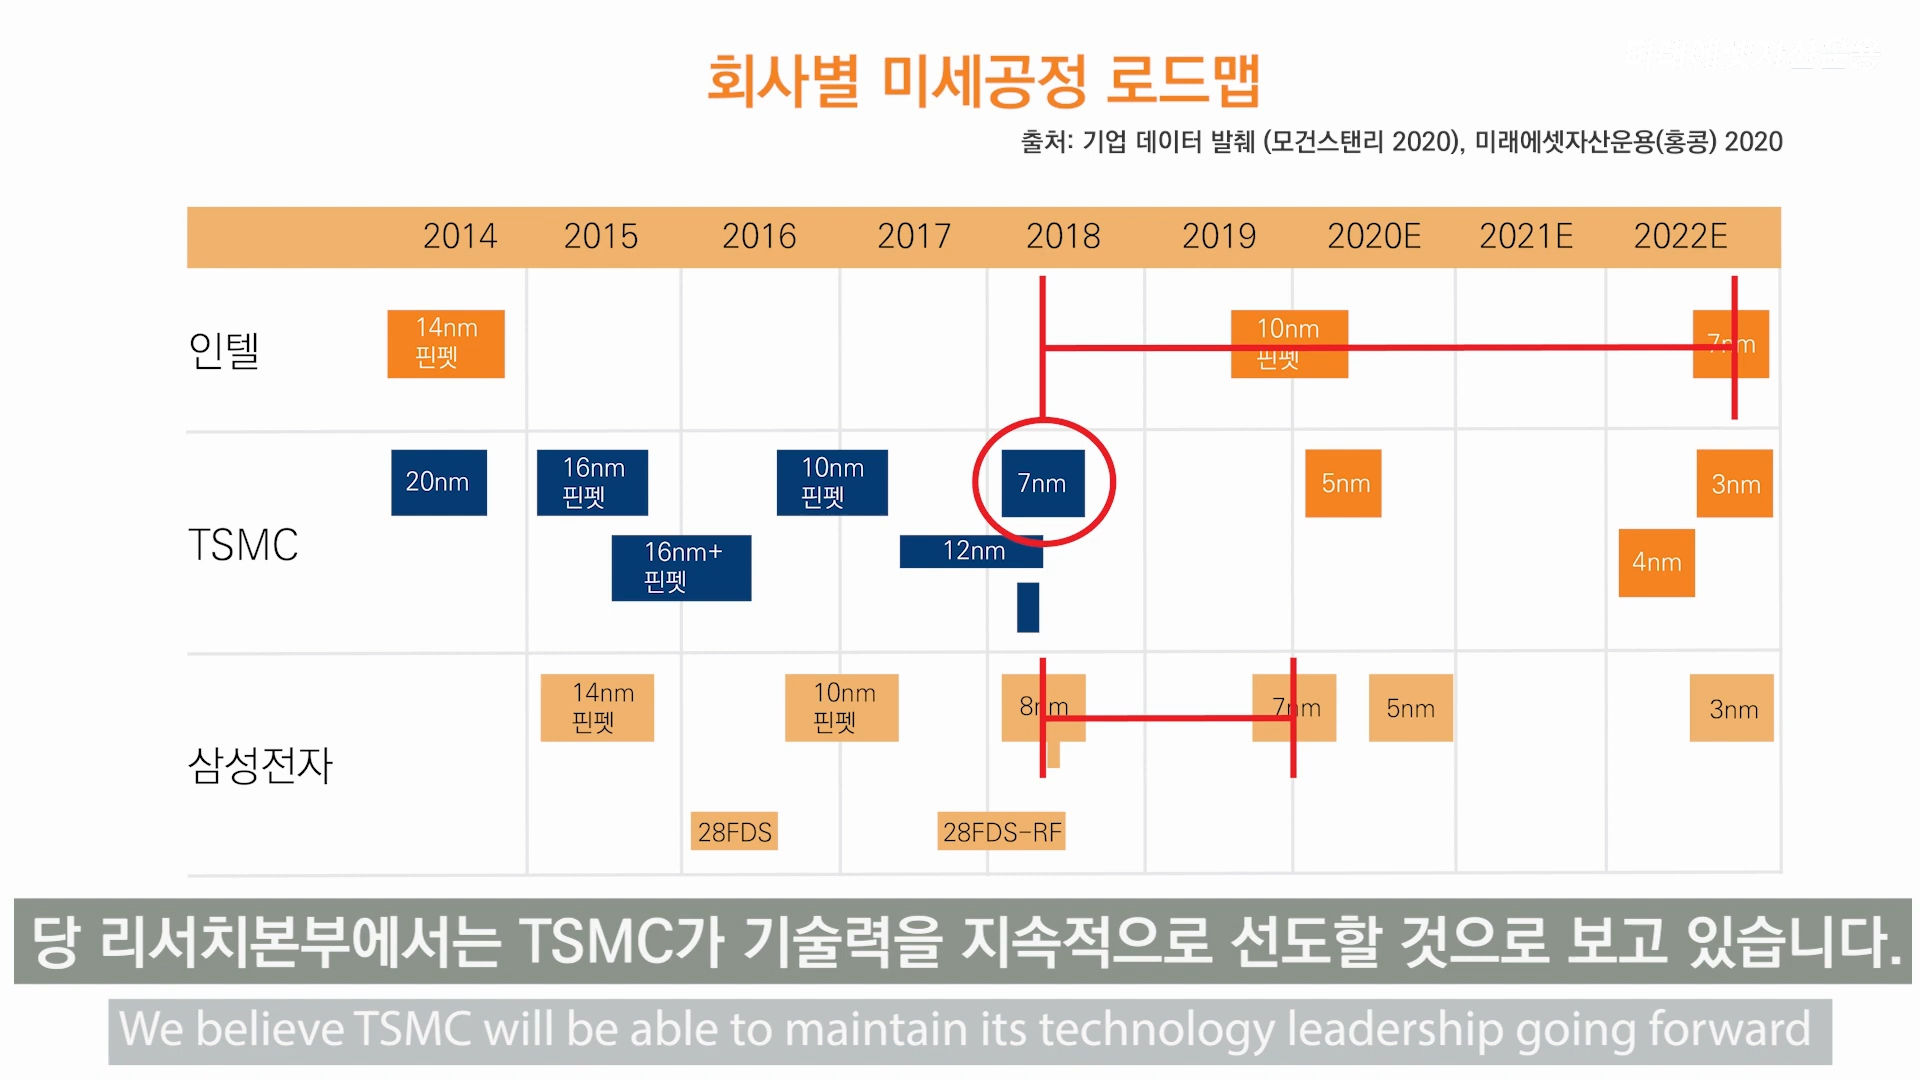 회사별 미세공정 로드맵
출처: 기업 데이터 발췌 (모건스탠리 2020), 미래에셋자산운용(홍콩) 2020
2014 2015 2016 2017 2018 2019 2020E 2021E 2022E
인텔
14nm
핀펫
10nm
핀펫
7nm
TSMC
20nm
16nm
핀펫
10nm
핀펫
7nm
5nm
3nm
16nm+
핀펫
12nm
4nm
삼성전자
14nm
핀펫
10nm
핀펫
8nm
7nm
5nm
3nm
28FDS
28FDS-RF
당 리서치본부에서는 TSMC가 기술력을 지속적으로 선도할 것으로 보고 있습니다.
We believe TSMC will be able to maintain its technology leadership going forward